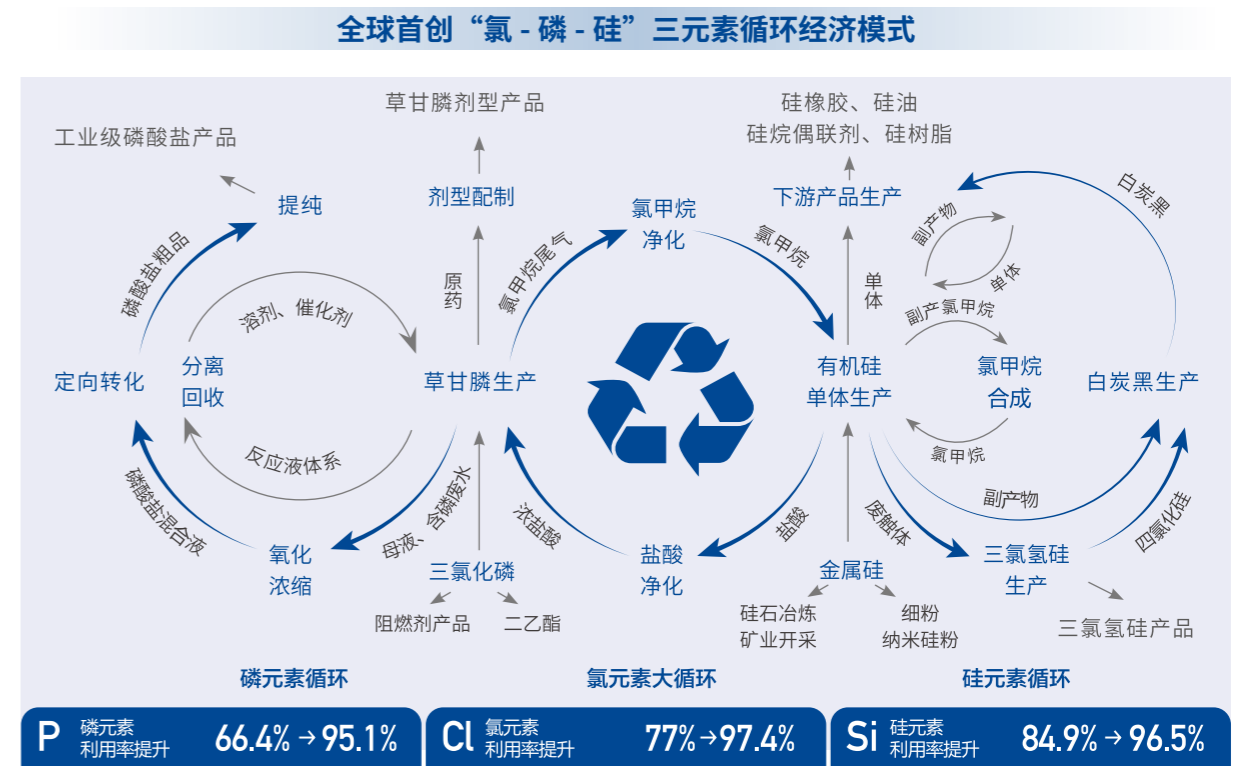 全球首创“氯 - 磷 - 硅”三元素循环经济模式
草甘膦剂型产品
硅橡胶、硅油
硅烷偶联剂、硅树脂
工业级磷酸盐产品
提纯
剂型配制
氯甲烷
净化
下游产品生产
白炭黑
副产物
单体
磷酸盐粗品
溶剂、催化剂
原药
氯甲烷尾气
氯甲烷
单体
副产氯甲烷
定向转化
分离
回收
草甘膦生产
有机硅
单体生产
氯甲烷
合成
白炭黑生产
氯甲烷
反应液体系
磷酸盐混合液
母液、含磷废水
浓盐酸
盐酸
废触体
副产物
四氯化硅
氧化
浓缩
三氯化磷
盐酸
净化
金属硅
三氯氢硅
生产
阻燃剂产品
二乙酯
硅石冶炼
矿业开采
细粉
纳米硅粉
三氯氢硅产品
磷元素循环
氯元素大循环
硅元素循环
P
磷元素
利用率提升
66.4%→95.1%
Cl
氯元素
利用率提升
77%→97.4%
Si
硅元素
利用率提升
84.9%→96.5%